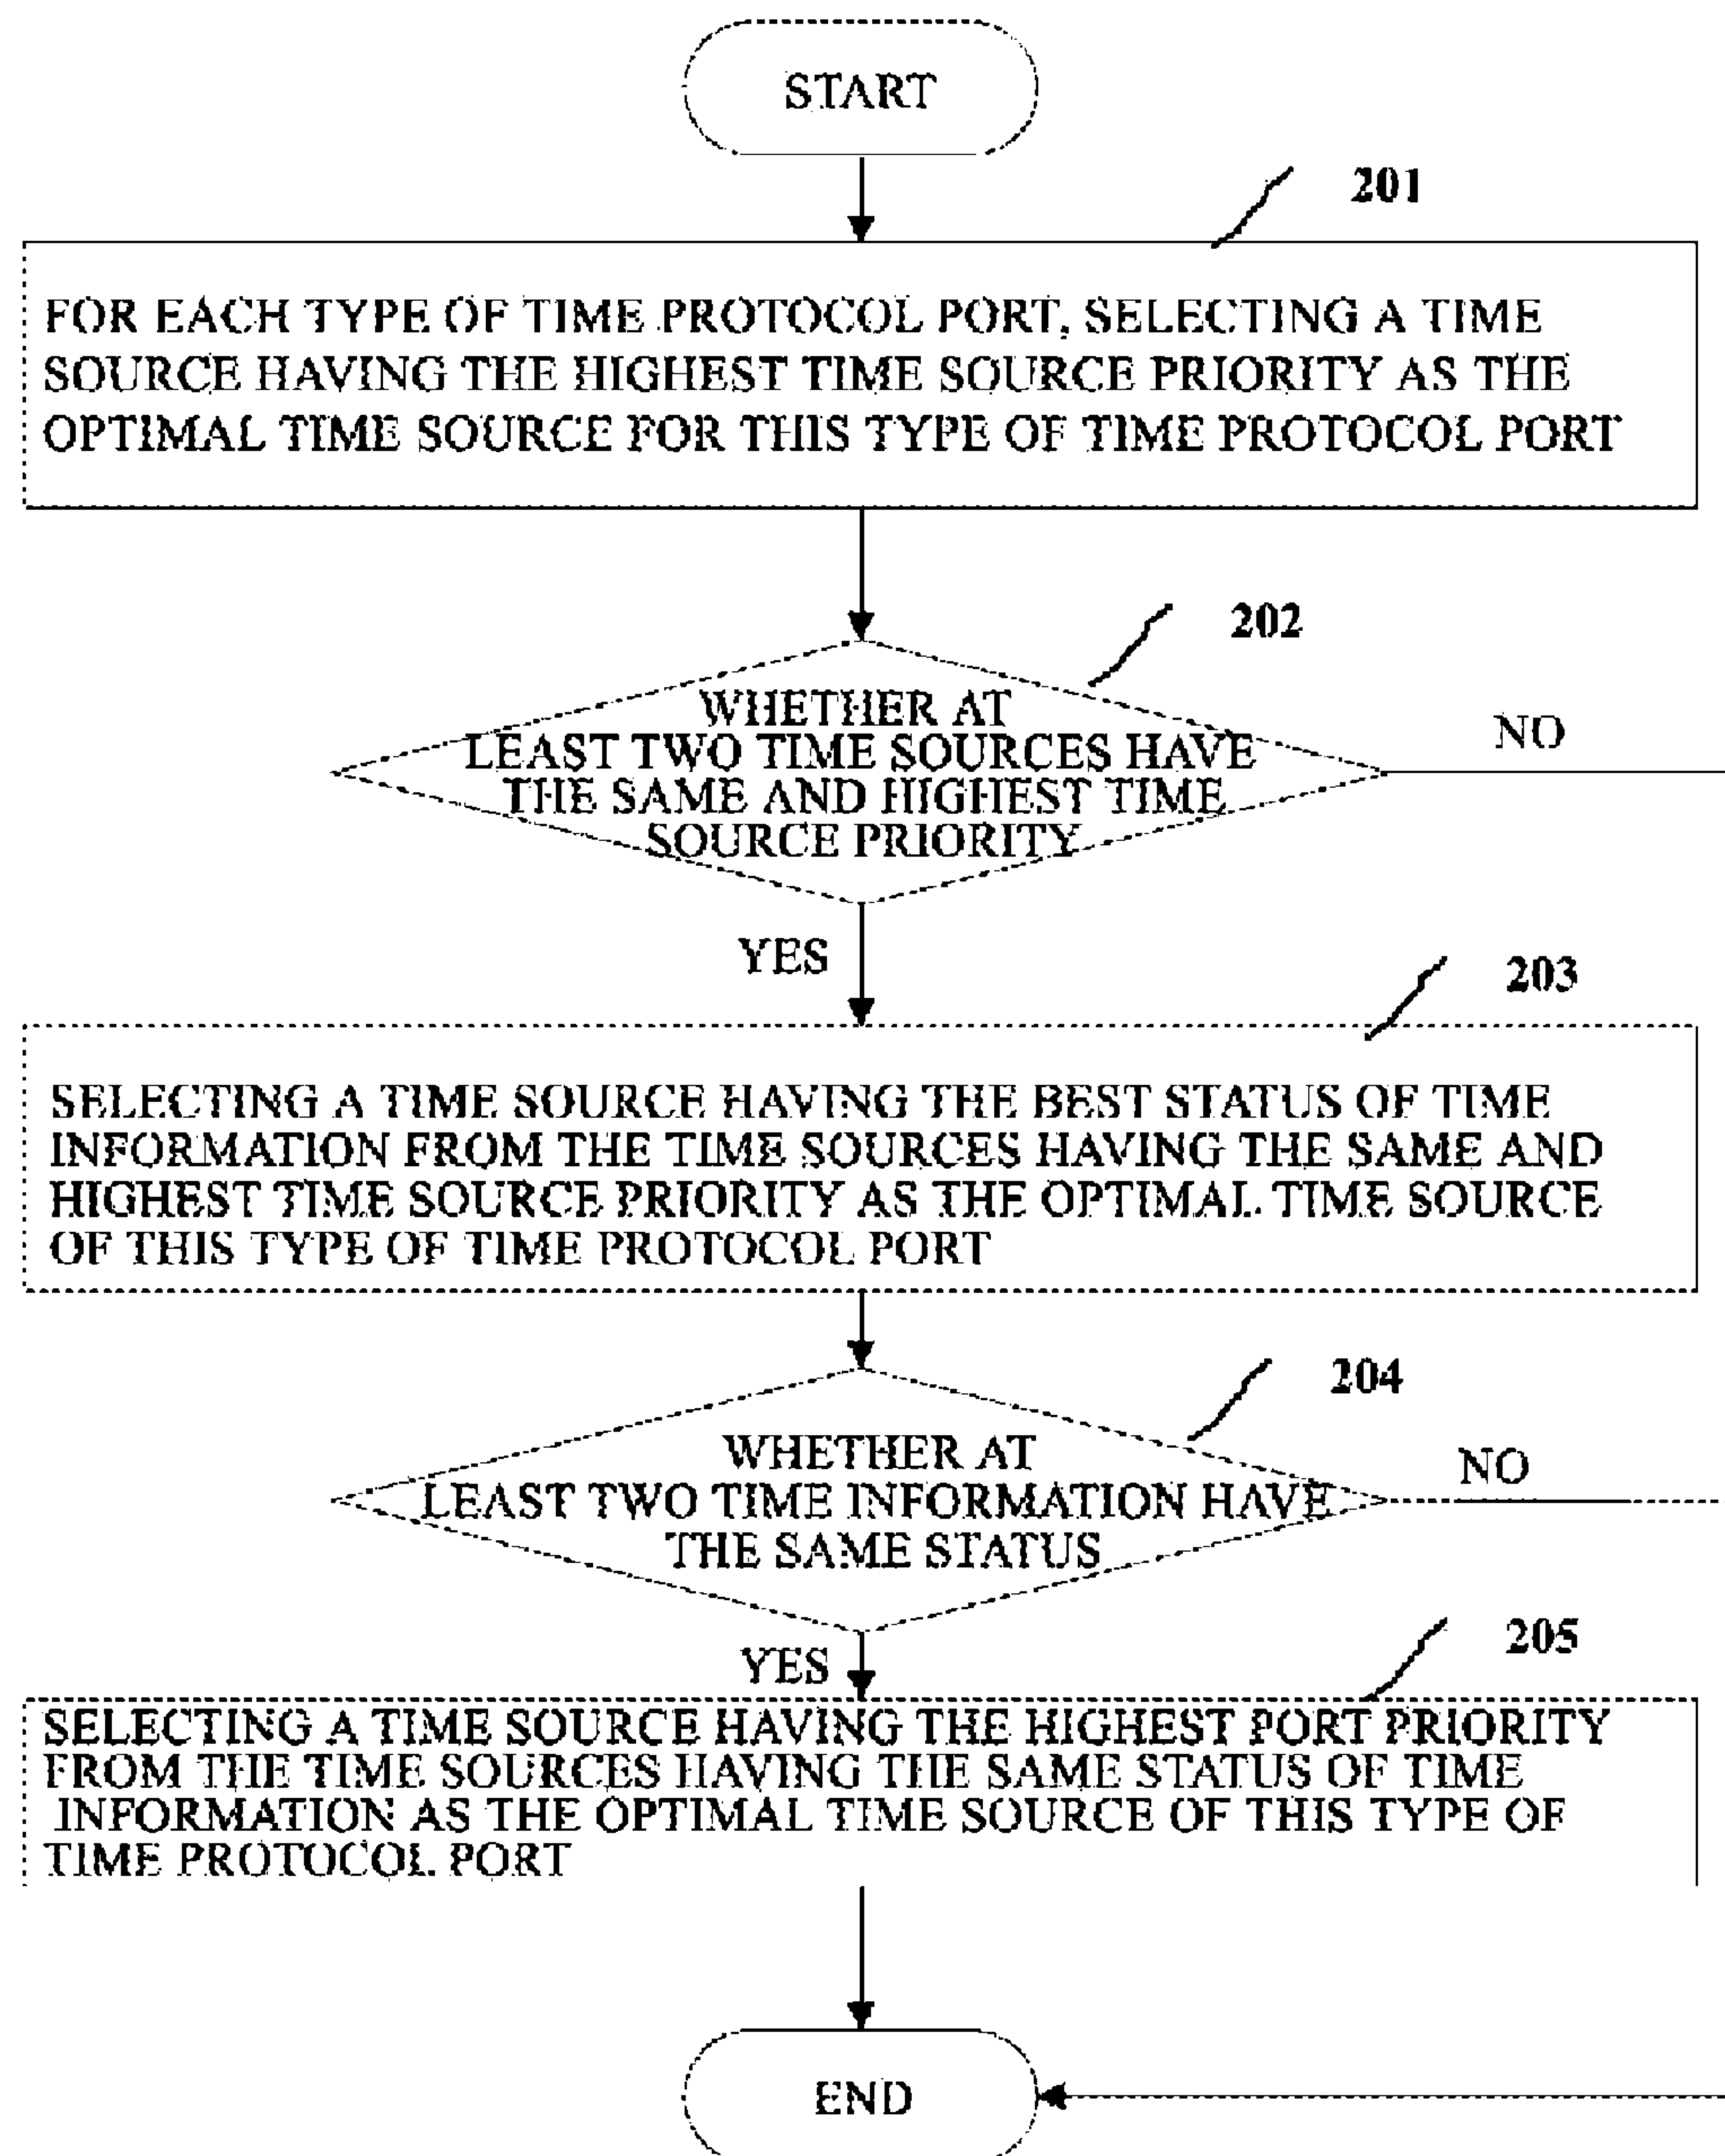 START
201
FOR EACH TYPE OF TIME PROTOCOL PORT, SELECTING A TIME
SOURCE HAVING THE HIGHEST TIME SOURCE PRIORITY AS THE
OPTIMAL TIME SOURCE FOR THIS TYPE OF TIME PROTOCOL PORT
202
WHETHER AT
LEAST TWO TIME SOURCES HAVE
THE SAME AND HIGHEST TIME
SOURCE PRIORITY
NO
YES
203
SELECTING A TIME SOURCE HAVING THE BEST STATUS OF TIME
INFORMATION FROM THE TIME SOURCES HAVING THE SAME AND
HIGHEST TIME SOURCE PRIORITY AS THE OPTIMAL TIME SOURCE
OF THIS TYPE OF TIME PROTOCOL PORT
204
WHETHER AT
LEAST TWO TIME INFORMATION HAVE
THE SAME STATUS
NO
YES
205
SELECTING A TIME SOURCE HAVING THE HIGHEST PORT PRIORITY
FROM THE TIME SOURCES HAVING THE SAME STATUS OF TIME
INFORMATION AS THE OPTIMAL TIME SOURCE OF THIS TYPE OF
TIME PROTOCOL PORT
END